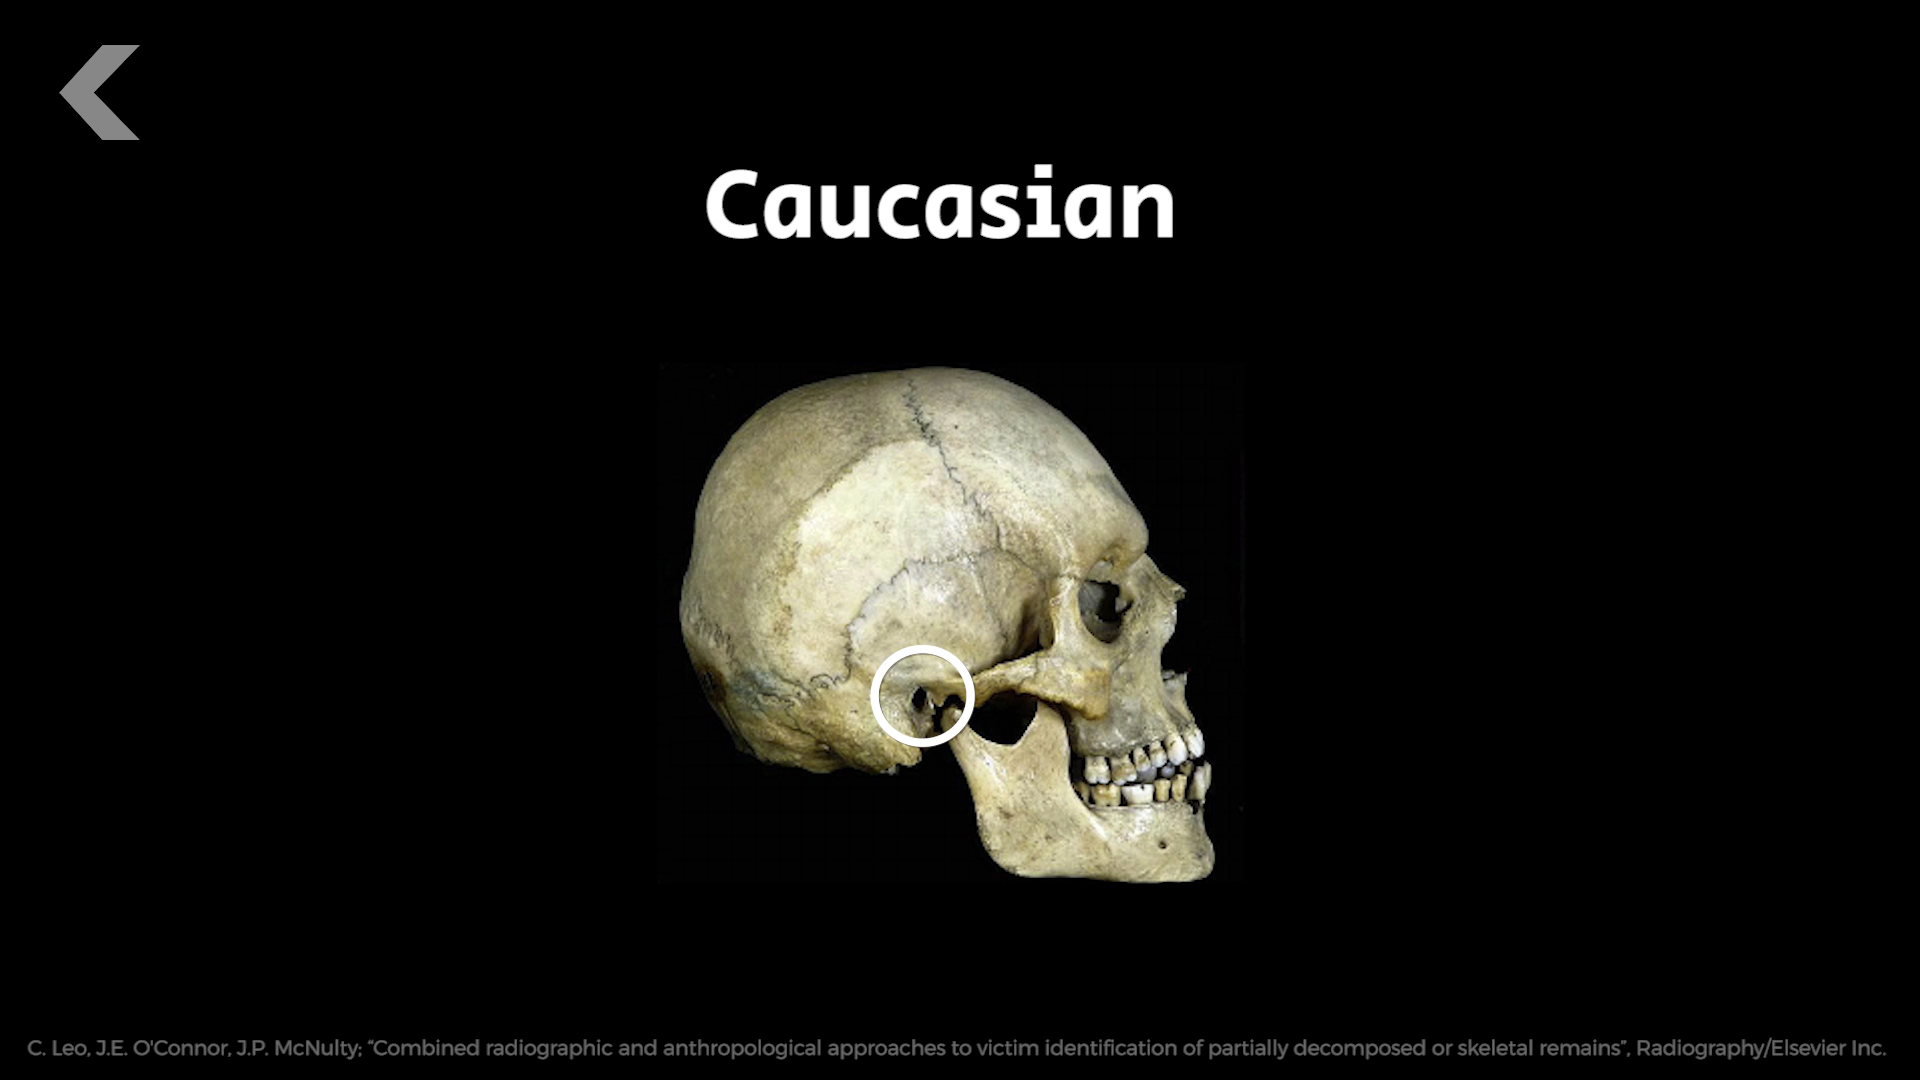 Caucasian
C. Leo, J.E. O'Connor, J.P. McNulty; “Combined radiographic and anthropological approaches to victim identification of partially decomposed or skeletal remains”, Radiography/Elsevier Inc.